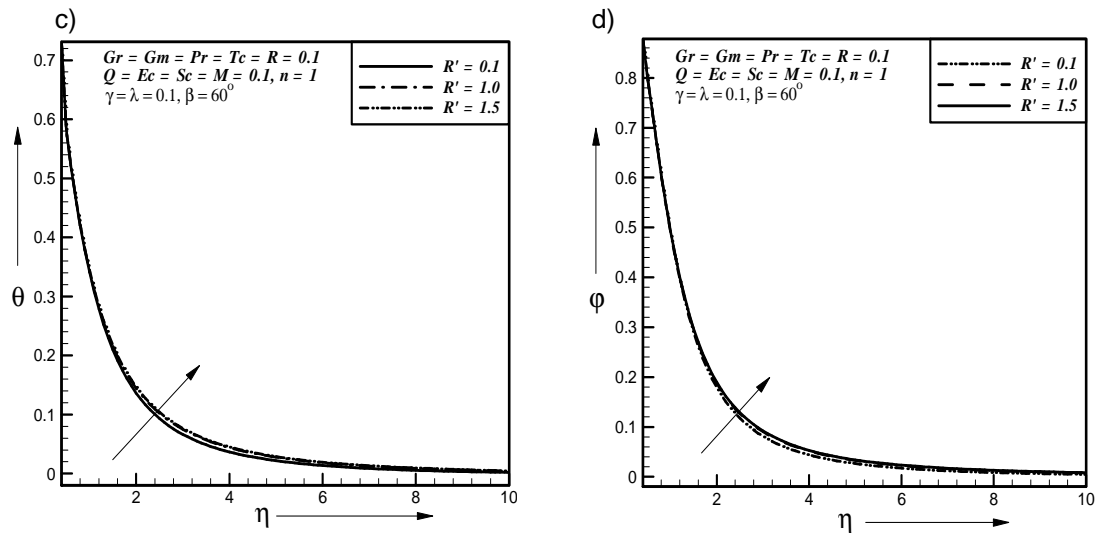 c)
Gr = Gm = Pr = Tc = R = 0.1
Q = Ec = Sc = M = 0.1, n = 1
γ = λ = 0.1, β = 60°
R' = 0.1
R' = 1.0
R' = 1.5
0.7
0.6
0.5
0.4
0.3
0.2
0.1
0
θ
2
4
6
8
10
η
d)
Gr = Gm = Pr = Tc = R = 0.1
Q = Ec = Sc = M = 0.1, n = 1
γ = λ = 0.1, β = 60°
R' = 0.1
R' = 1.0
R' = 1.5
0.8
0.7
0.6
0.5
0.4
0.3
0.2
0.1
0
φ
2
4
6
8
10
η